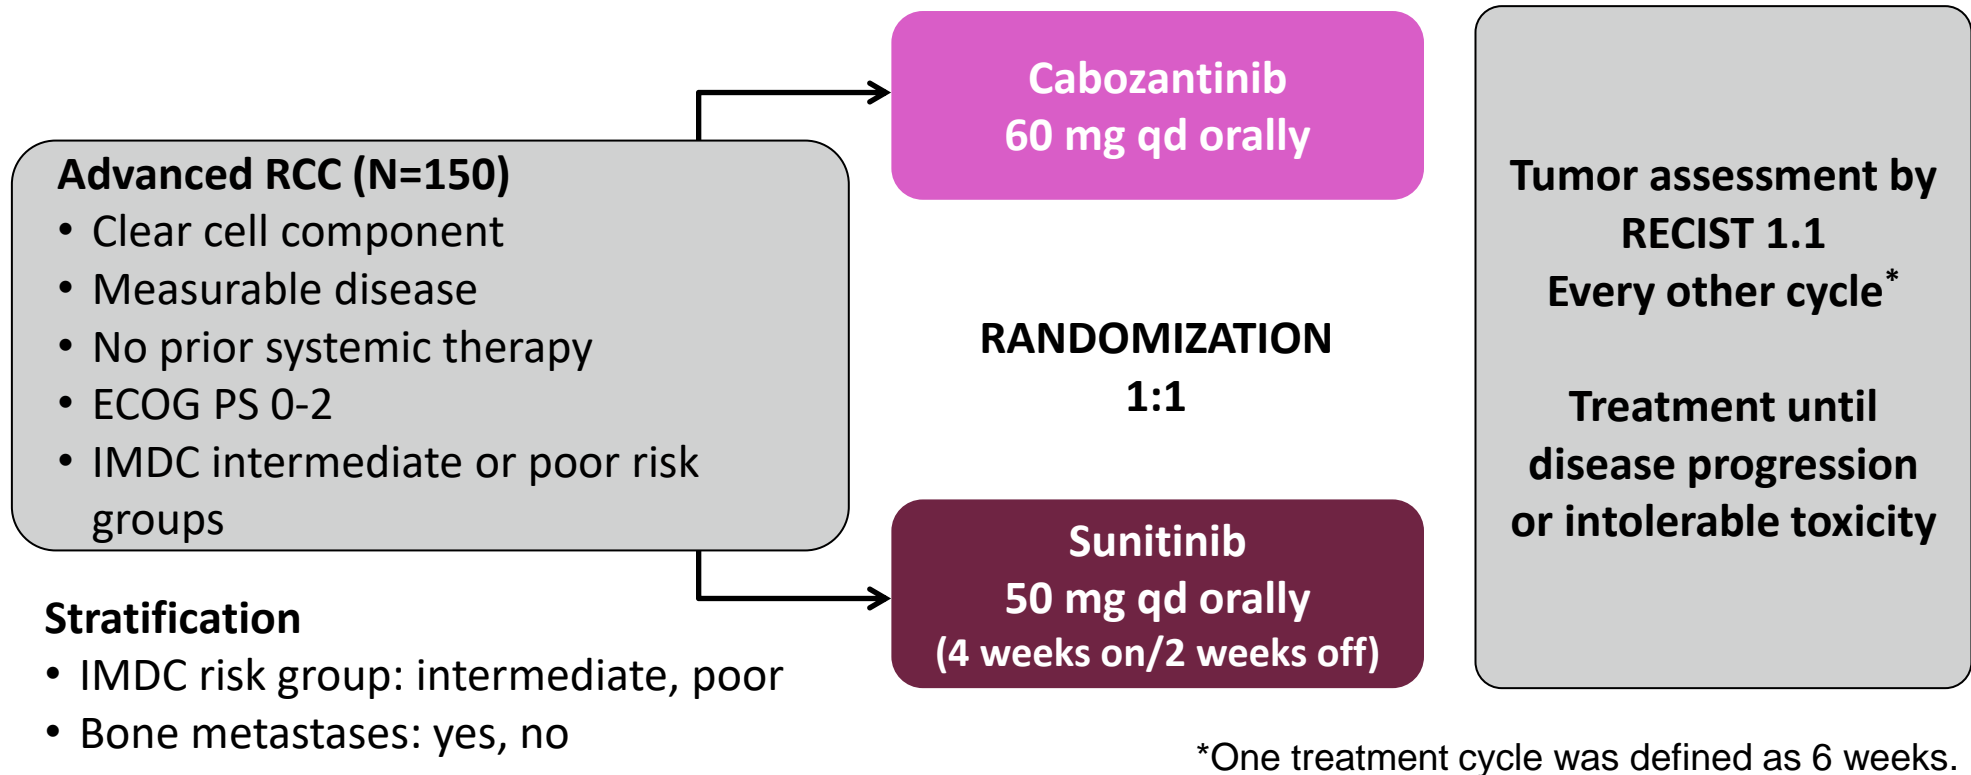 Advanced RCC (N=150)
• Clear cell component
• Measurable disease
• No prior systemic therapy
• ECOG PS 0-2
• IMDC intermediate or poor risk
groups
Stratification
• IMDC risk group: intermediate, poor
• Bone metastases: yes, no
Cabozantinib
60 mg qd orally
RANDOMIZATION
1:1
Sunitinib
50 mg qd orally
(4 weeks on/2 weeks off)
Tumor assessment by
RECIST 1.1
Every other cycle*
Treatment until
disease progression
or intolerable toxicity
*One treatment cycle was defined as 6 weeks.